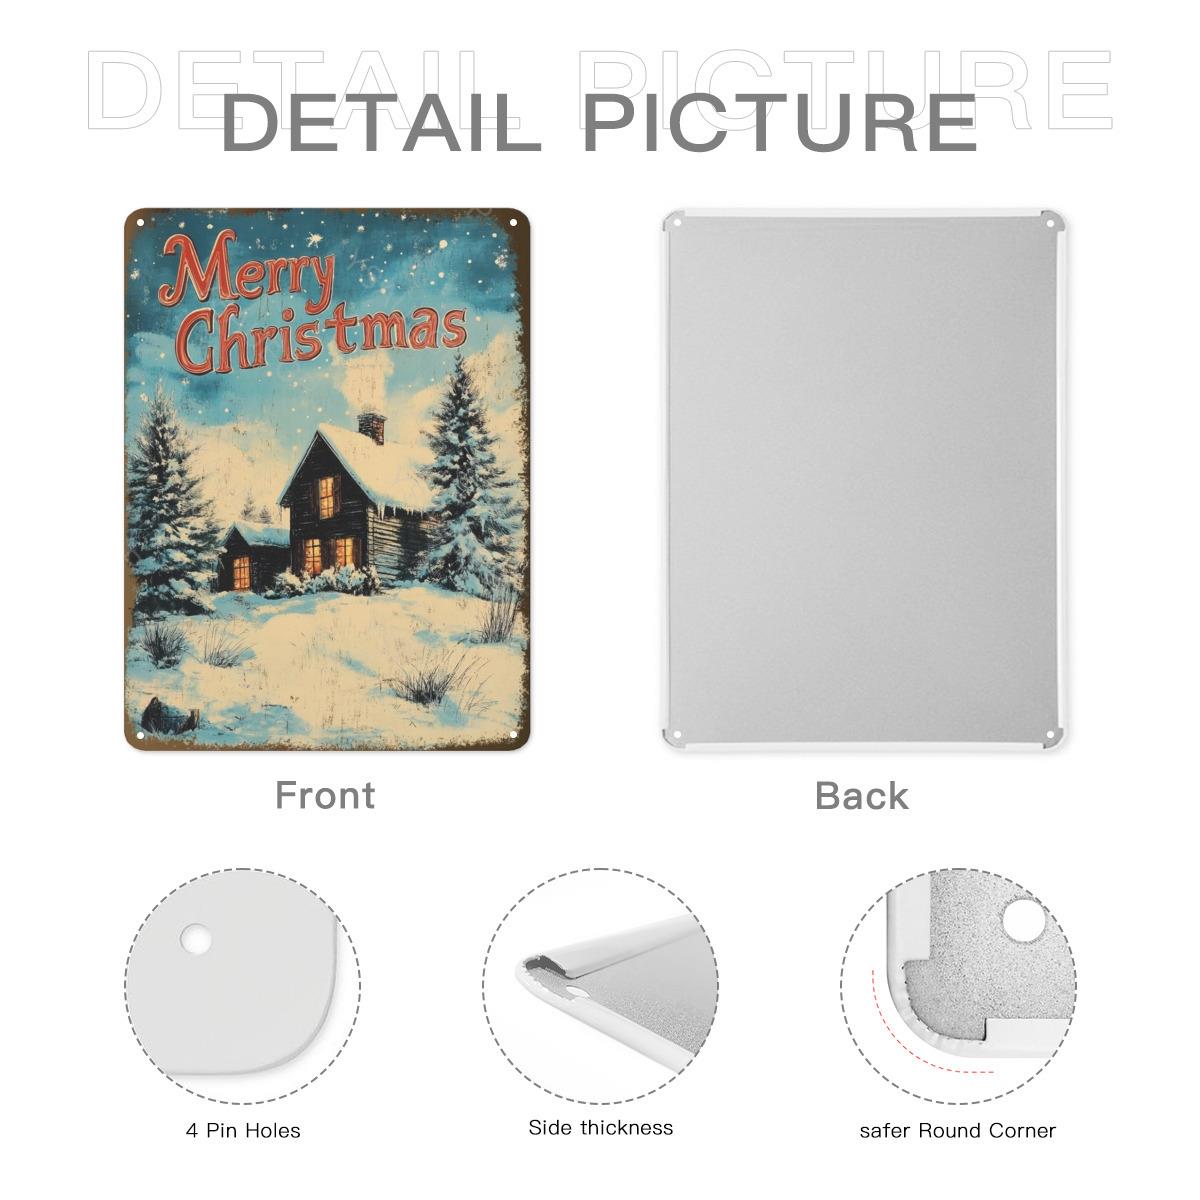 DETAIL PICTURE
DETAIL PICTURE
Merry
Christmas
Front
Back
4 Pin Holes
Side thickness
safer Round Corner